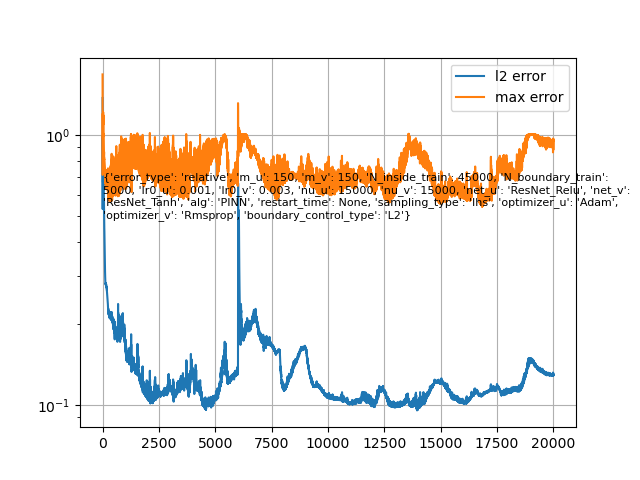 l2 error
max error
10⁰
{'error_type': 'relative', 'm_u': 150, 'm_v': 150, 'N_inside_train': 45000, 'N_boundary_train':
5000, 'lr0_u': 0.001, 'lr0_v': 0.003, 'nu_u': 15000, 'nu_v': 15000, 'net_u': 'ResNet_Relu', 'net_v':
'ResNet_Tanh', 'alg': 'PINN', 'restart_time': None, 'sampling_type': 'lhs', 'optimizer_u': 'Adam',
'optimizer_v': 'Rmsprop', 'boundary_control_type': 'L2'}
10⁻¹
0 2500 5000 7500 10000 12500 15000 17500 20000